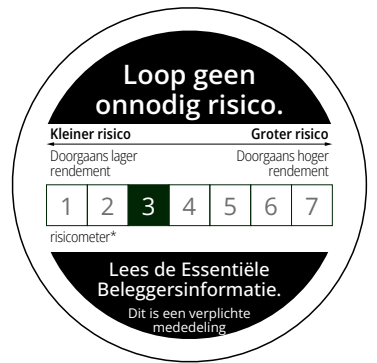 Loop geen
onnodig risico.
Kleiner risico Groter risico
Doorgaans lager Doorgaans hoger
rendement rendement
1 2 3 4 5 6 7
risicometer*
Lees de Essentiële
Beleggersinformatie.
Dit is een verplichte
mededeling